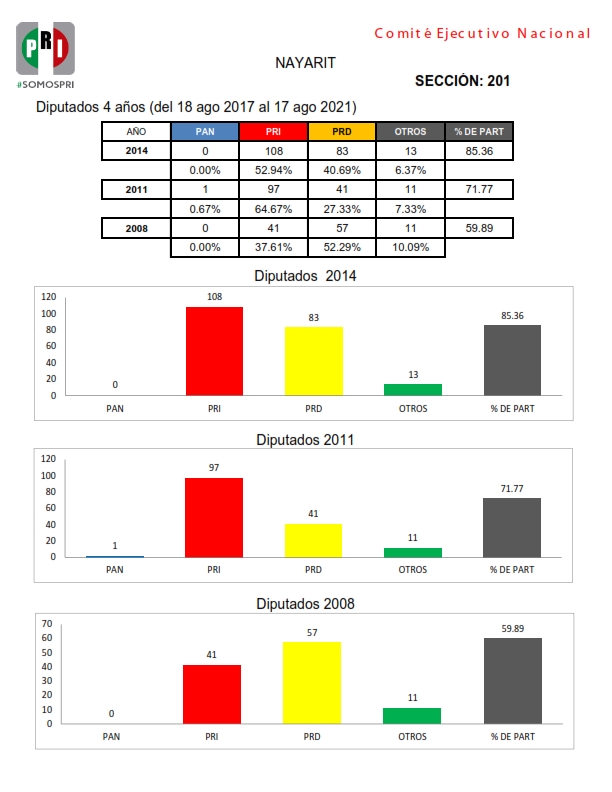 Comité Ejecutivo Nacional
PRI
#SOMOSPRI
NAYARIT
SECCIÓN: 201
Diputados 4 años (del 18 ago 2017 al 17 ago 2021)
AÑO PAN PRI PRD OTROS % DE PART
2014 0 108 83 13 85.36
0.00% 52.94% 40.69% 6.37%
2011 1 97 41 11 71.77
0.67% 64.67% 27.33% 7.33%
2008 0 41 57 11 59.89
0.00% 37.61% 52.29% 10.09%
Diputados 2014
120
100
80
60
40
20
0
0 108 83 13 85.36
PAN PRI PRD OTROS % DE PART
Diputados 2011
120
100
80
60
40
20
0
1 97 41 11 71.77
PAN PRI PRD OTROS % DE PART
Diputados 2008
70
60
50
40
30
20
10
0
0 41 57 11 59.89
PAN PRI PRD OTROS % DE PART